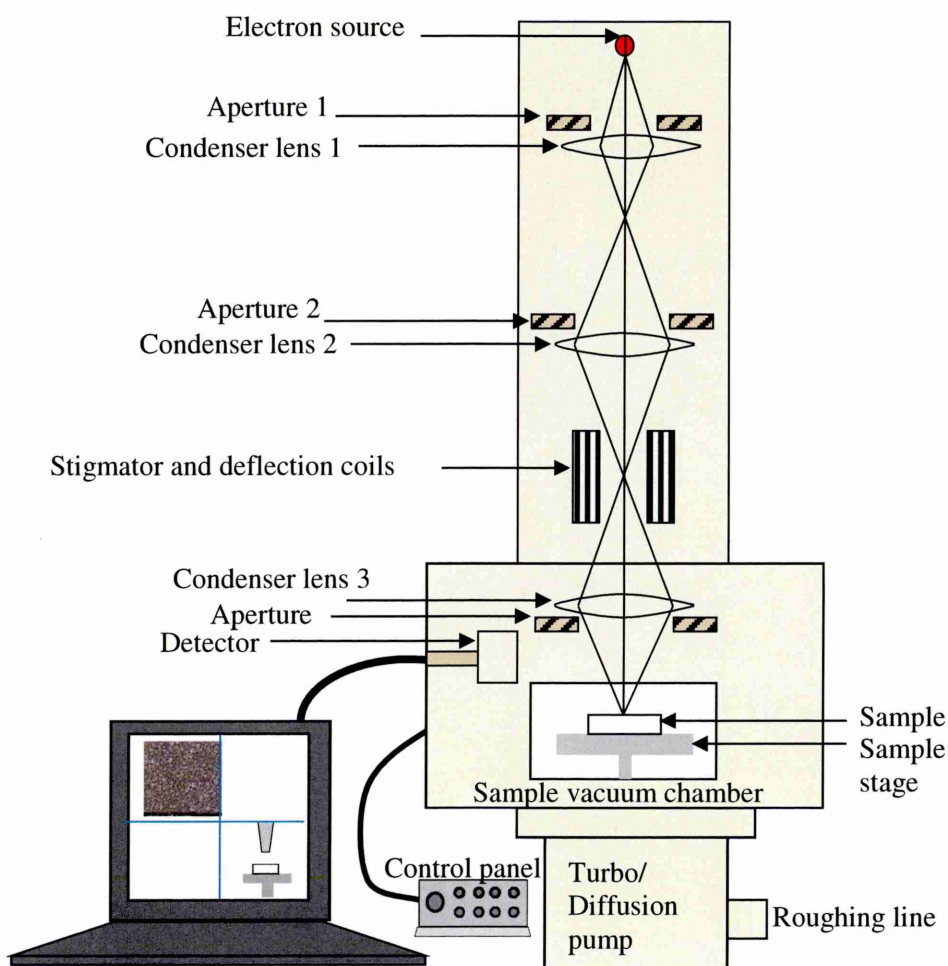 Electron source
Aperture 1
Condenser lens 1
Aperture 2
Condenser lens 2
Stigmator and deflection coils
Condenser lens 3
Aperture
Detector
Sample
Sample
stage
Sample vacuum chamber
Control panel
Turbo/
Diffusion
pump
Roughing line